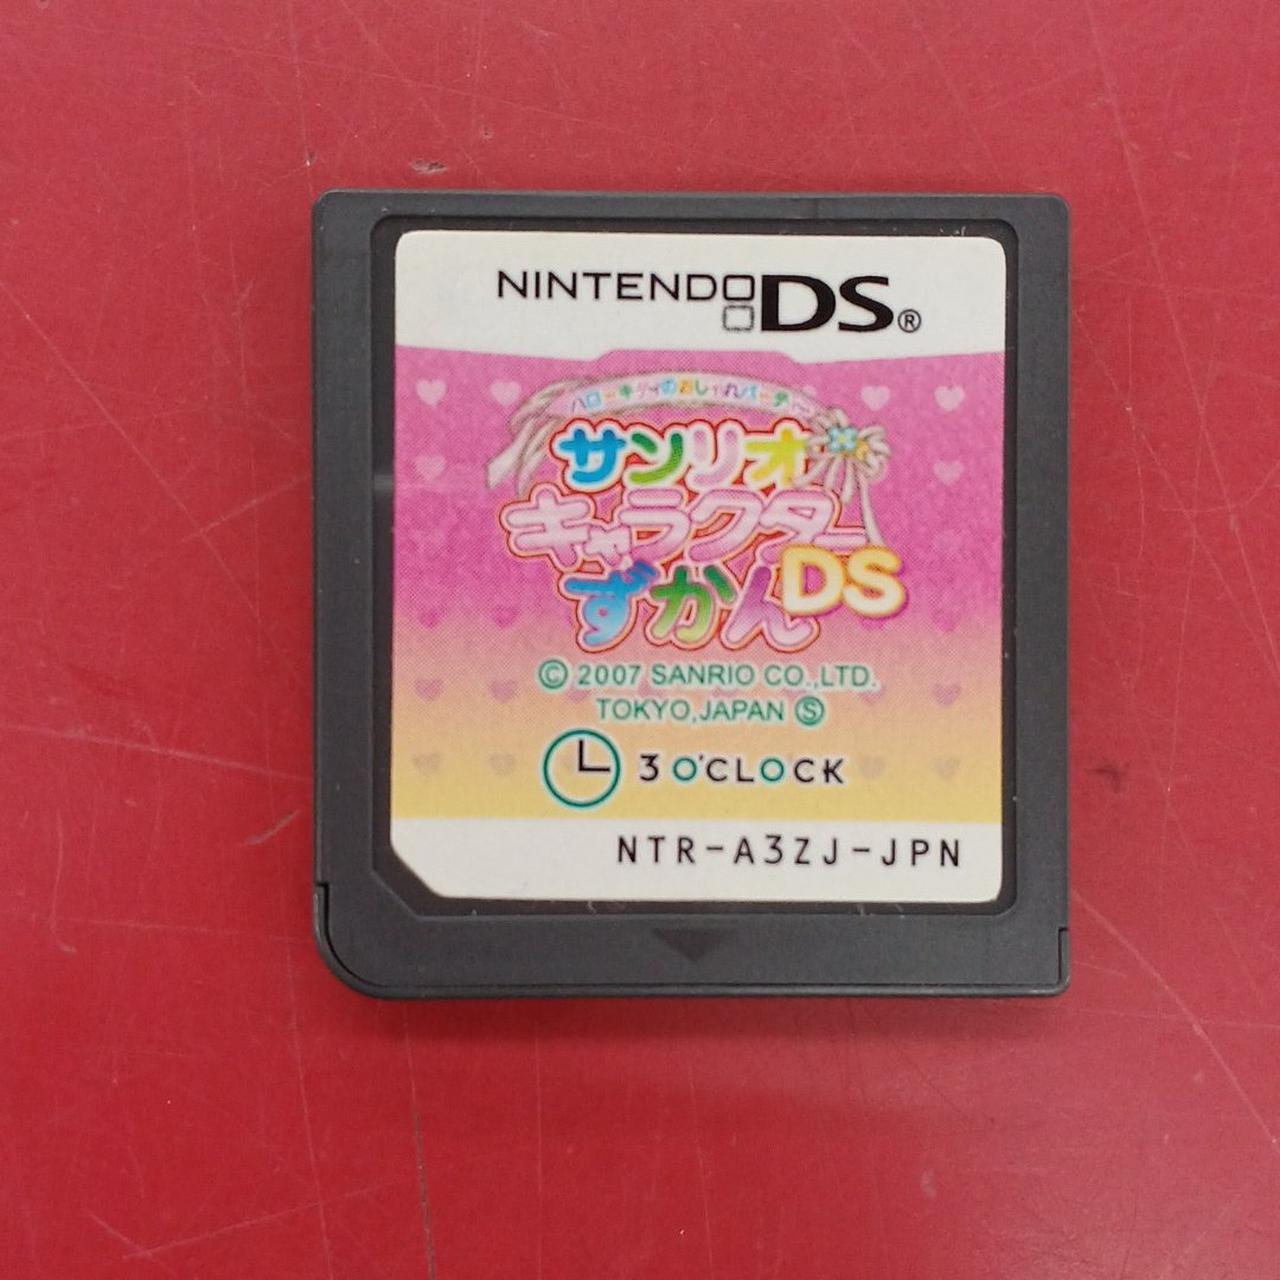 NINTENDO DS®
ハローキティのおしゃれパーティー
サンリオ
キャラクター
ずかんDS
© 2007 SANRIO CO.,LTD.
TOKYO,JAPAN Ⓢ
3 O'CLOCK
NTR-A3ZJ-JPN